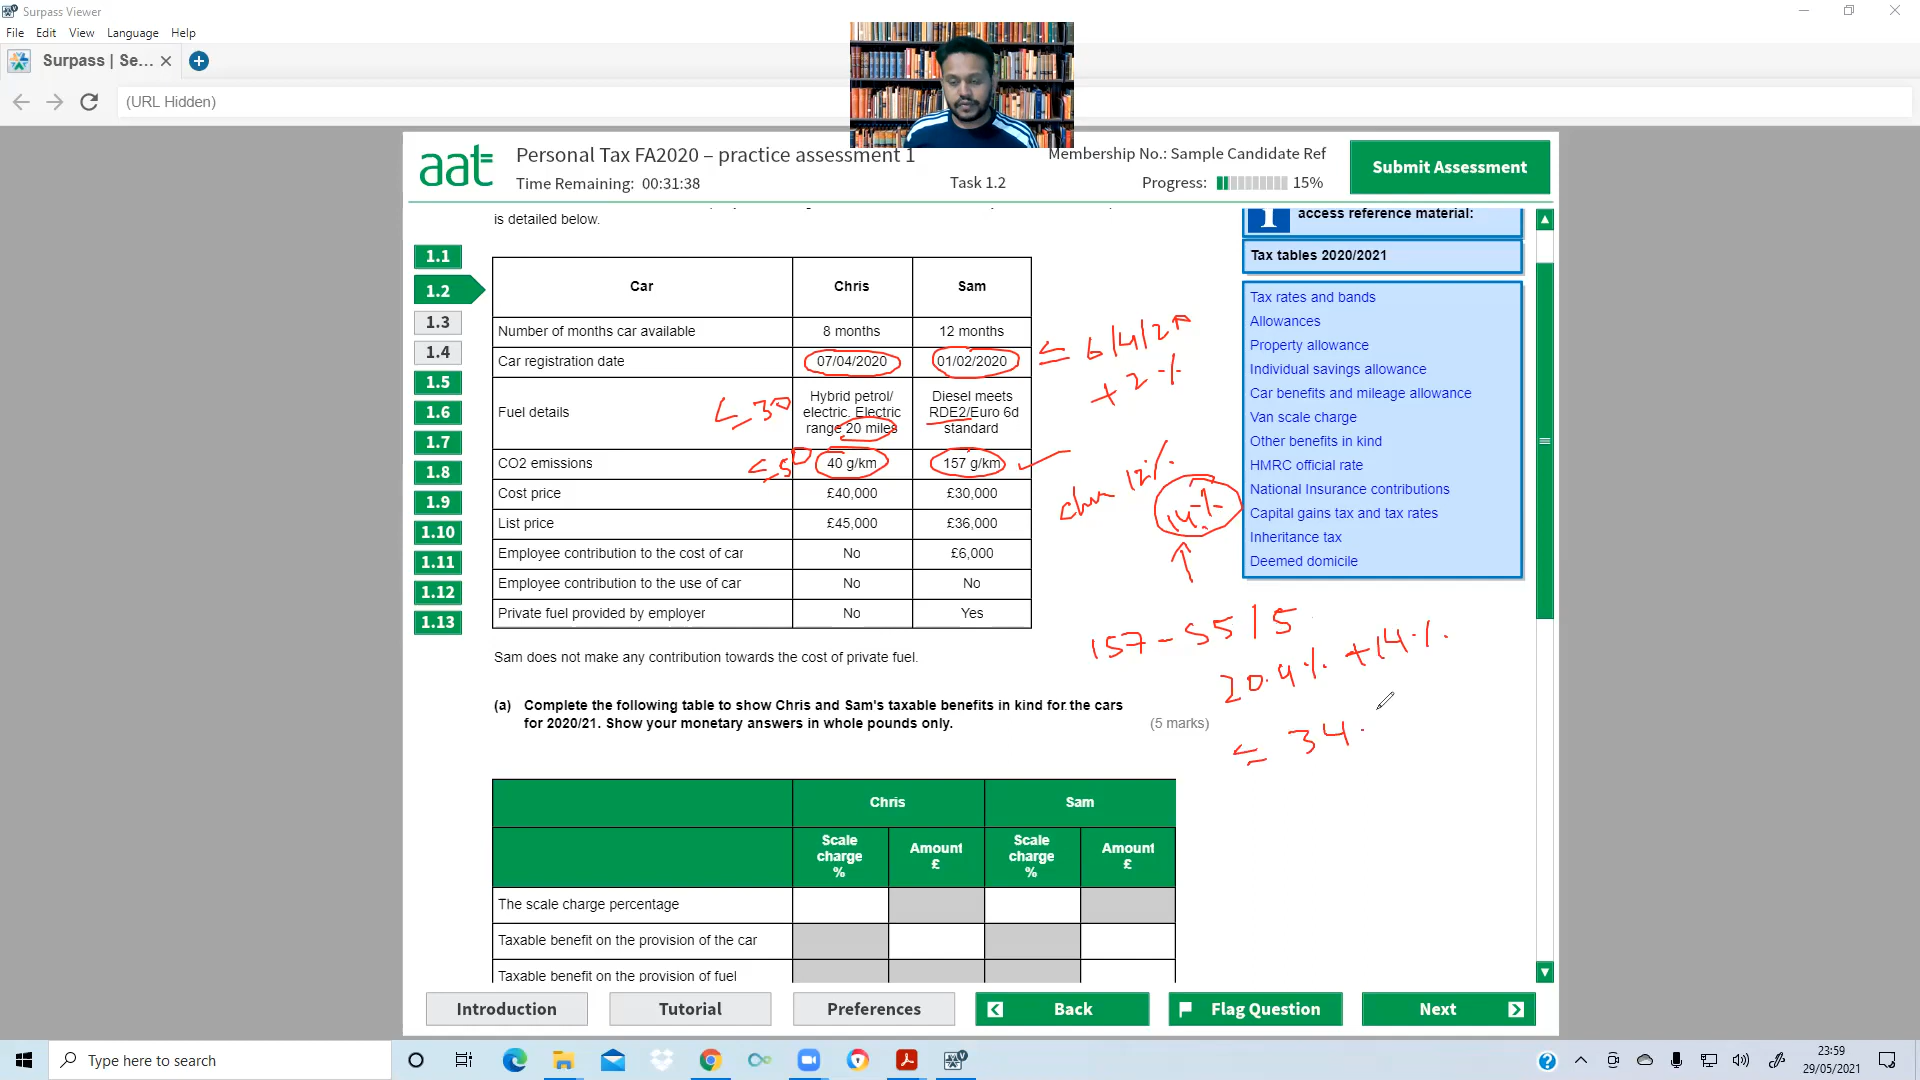 Surpass Viewer
File Edit View Language Help
Surpass | Se...
(URL Hidden)
aat
Personal Tax FA2020 – practice assessment 1
Membership No.: Sample Candidate Ref
Submit Assessment
Time Remaining: 00:31:38
Task 1.2
Progress: 15%
is detailed below.
access reference material:
Tax tables 2020/2021
Tax rates and bands
Allowances
Property allowance
Individual savings allowance
Car benefits and mileage allowance
Van scale charge
Other benefits in kind
HMRC official rate
National Insurance contributions
Capital gains tax and tax rates
Inheritance tax
Deemed domicile
1.1
1.2
1.3
1.4
1.5
1.6
1.7
1.8
1.9
1.10
1.11
1.12
1.13
Car Chris Sam
Number of months car available 8 months 12 months
Car registration date 07/04/2020 01/02/2020
Fuel details
Hybrid petrol/
electric. Electric
range 20 miles
Diesel meets
RDE2/Euro 6d
standard
CO2 emissions 40 g/km 157 g/km
Cost price £40,000 £30,000
List price £45,000 £36,000
Employee contribution to the cost of car No £6,000
Employee contribution to the use of car No No
Private fuel provided by employer No Yes
≤ 6/4/2
+ 2 %
≤ 30
≤ 50
12%
14%
157 - 55 / 5
20.4% + 14%
= 34.
Sam does not make any contribution towards the cost of private fuel.
(a) Complete the following table to show Chris and Sam's taxable benefits in kind for the cars
for 2020/21. Show your monetary answers in whole pounds only.
(5 marks)
Chris Sam
Scale
charge
%
Amount
£
Scale
charge
%
Amount
£
The scale charge percentage
Taxable benefit on the provision of the car
Taxable benefit on the provision of fuel
Introduction Tutorial Preferences Back Flag Question Next
Type here to search
23:59
29/05/2021